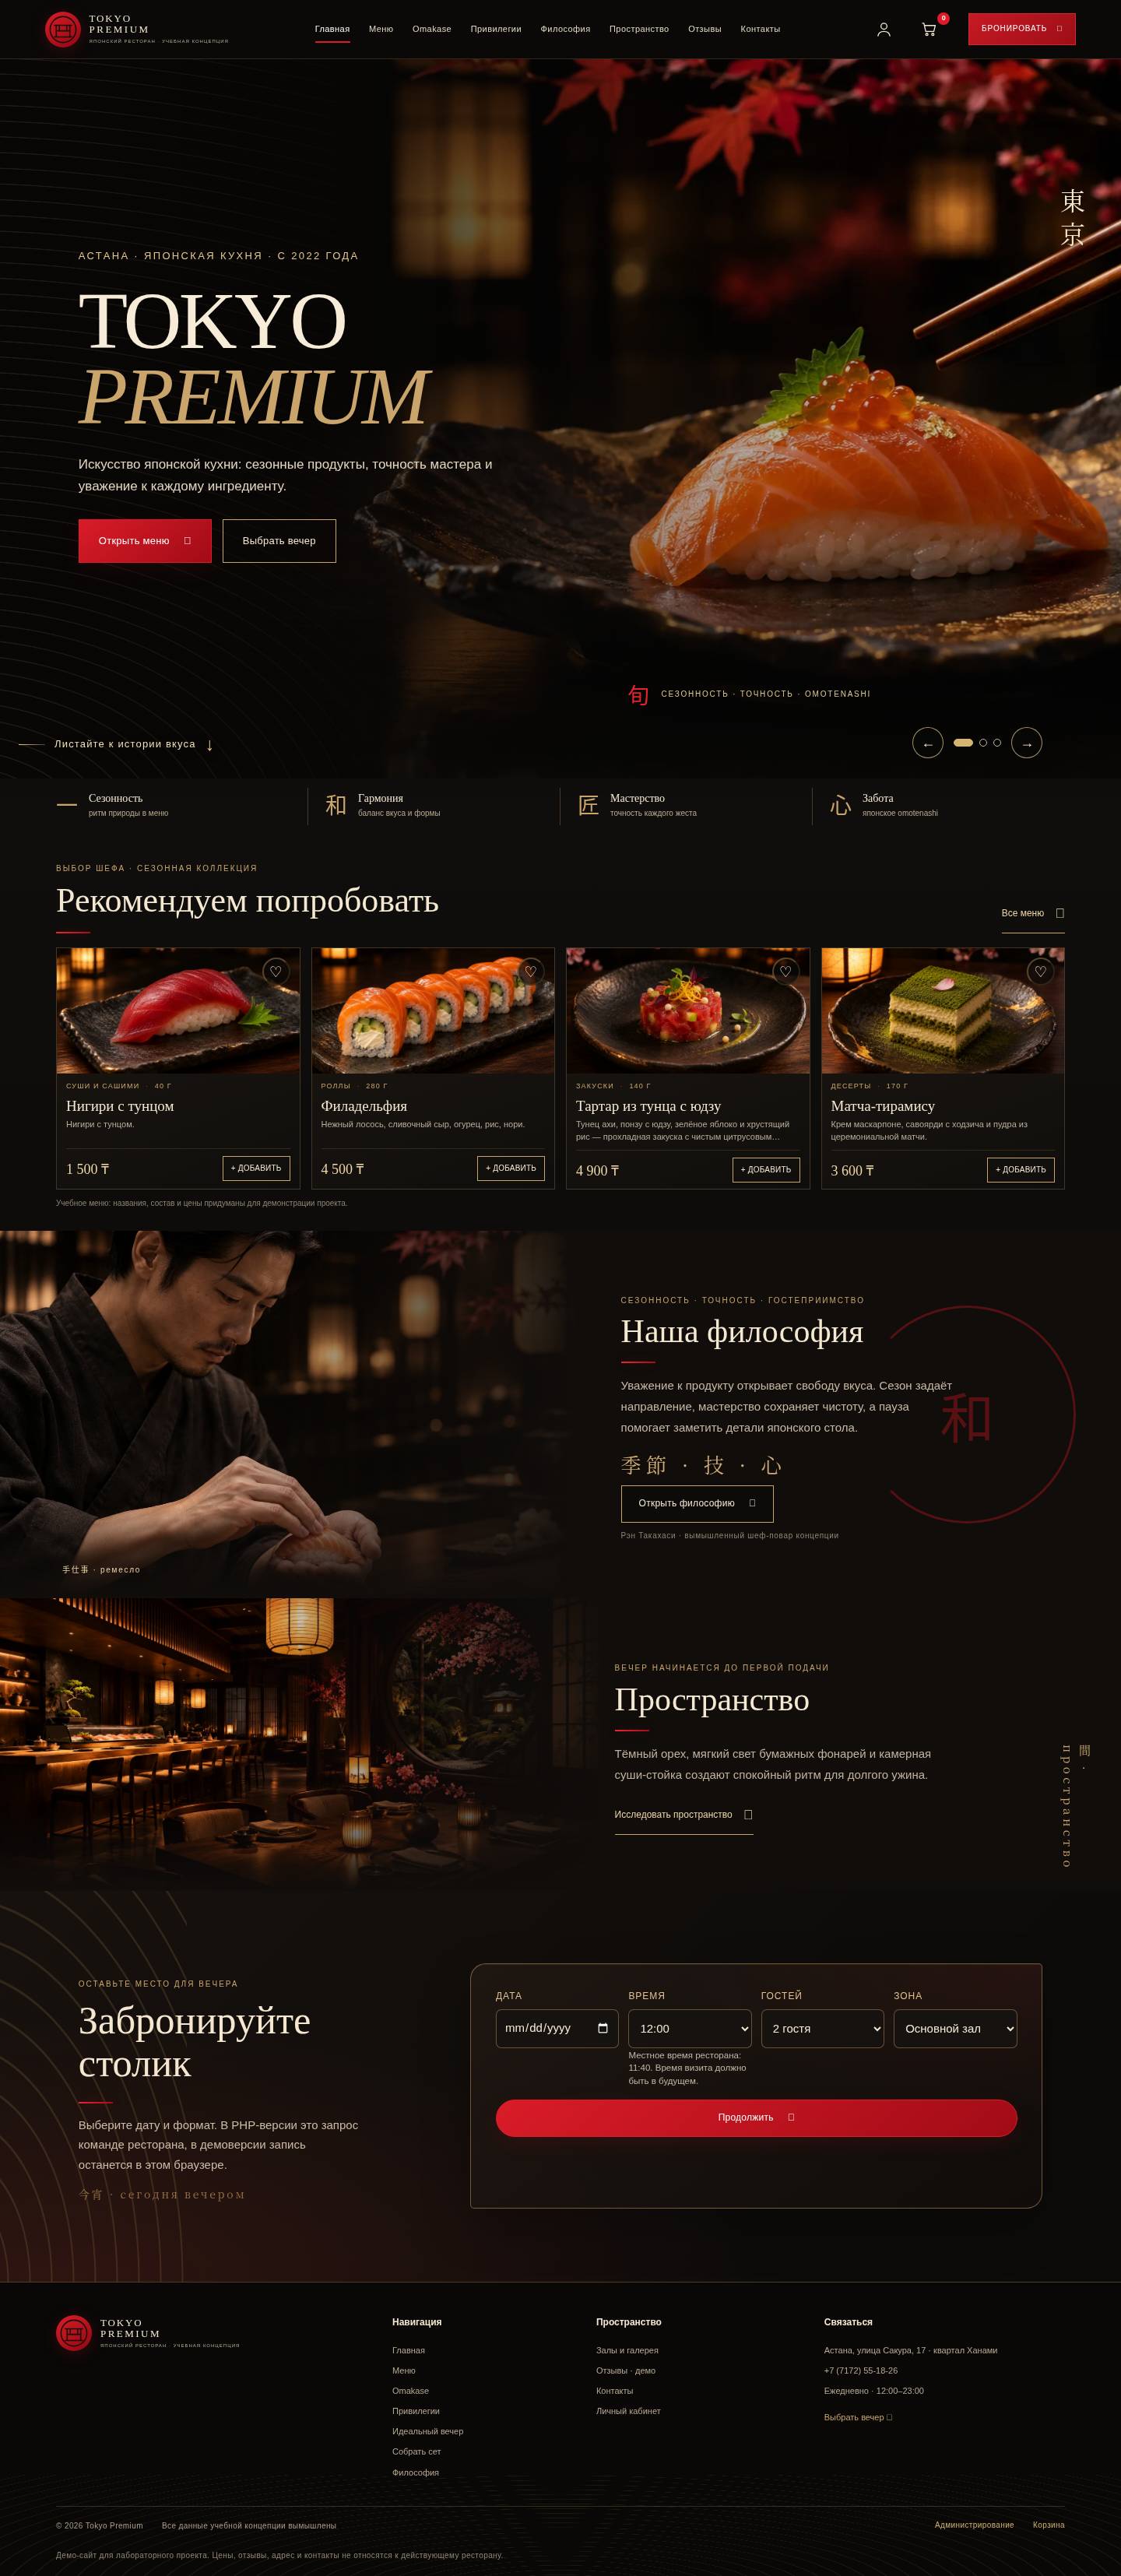 TOKYO
PREMIUM
ЯПОНСКИЙ РЕСТОРАН · УЧЕБНАЯ КОНЦЕПЦИЯ
Главная Меню Omakase Привилегии Философия Пространство Отзывы Контакты
0
БРОНИРОВАТЬ
東京
АСТАНА · ЯПОНСКАЯ КУХНЯ · С 2022 ГОДА
TOKYO
PREMIUM
Искусство японской кухни: сезонные продукты, точность мастера и
уважение к каждому ингредиенту.
Открыть меню
Выбрать вечер
旬 СЕЗОННОСТЬ · ТОЧНОСТЬ · OMOTENASHI
Листайте к истории вкуса ↓
← →
一 Сезонность
ритм природы в меню
和 Гармония
баланс вкуса и формы
匠 Мастерство
точность каждого жеста
心 Забота
японское omotenashi
ВЫБОР ШЕФА · СЕЗОННАЯ КОЛЛЕКЦИЯ
Рекомендуем попробовать
Все меню
СУШИ И САШИМИ · 40 Г
Нигири с тунцом
Нигири с тунцом.
1 500 ₸
+ ДОБАВИТЬ
РОЛЛЫ · 280 Г
Филадельфия
Нежный лосось, сливочный сыр, огурец, рис, нори.
4 500 ₸
+ ДОБАВИТЬ
ЗАКУСКИ · 140 Г
Тартар из тунца с юдзу
Тунец ахи, понзу с юдзу, зелёное яблоко и хрустящий
рис — прохладная закуска с чистым цитрусовым…
4 900 ₸
+ ДОБАВИТЬ
ДЕСЕРТЫ · 170 Г
Матча-тирамису
Крем маскарпоне, савоярди с ходзича и пудра из
церемониальной матчи.
3 600 ₸
+ ДОБАВИТЬ
Учебное меню: названия, состав и цены придуманы для демонстрации проекта.
СЕЗОННОСТЬ · ТОЧНОСТЬ · ГОСТЕПРИИМСТВО
Наша философия
Уважение к продукту открывает свободу вкуса. Сезон задаёт
направление, мастерство сохраняет чистоту, а пауза
помогает заметить детали японского стола.
和
季節 · 技 · 心
Открыть философию
Рэн Такахаси · вымышленный шеф-повар концепции
手仕事 · ремесло
ВЕЧЕР НАЧИНАЕТСЯ ДО ПЕРВОЙ ПОДАЧИ
Пространство
Тёмный орех, мягкий свет бумажных фонарей и камерная
суши-стойка создают спокойный ритм для долгого ужина.
Исследовать пространство
間 ·
пространство
ОСТАВЬТЕ МЕСТО ДЛЯ ВЕЧЕРА
Забронируйте
столик
Выберите дату и формат. В PHP-версии это запрос
команде ресторана, в демоверсии запись
останется в этом браузере.
今宵 · сегодня вечером
ДАТА ВРЕМЯ ГОСТЕЙ ЗОНА
mm/dd/yyyy 12:00 2 гостя Основной зал
Местное время ресторана:
11:40. Время визита должно
быть в будущем.
Продолжить
TOKYO
PREMIUM
ЯПОНСКИЙ РЕСТОРАН · УЧЕБНАЯ КОНЦЕПЦИЯ
Навигация
Главная
Меню
Omakase
Привилегии
Идеальный вечер
Собрать сет
Философия
Пространство
Залы и галерея
Отзывы · демо
Контакты
Личный кабинет
Связаться
Астана, улица Сакура, 17 · квартал Ханами
+7 (7172) 55-18-26
Ежедневно · 12:00–23:00
Выбрать вечер
© 2026 Tokyo Premium Все данные учебной концепции вымышлены
Администрирование Корзина
Демо-сайт для лабораторного проекта. Цены, отзывы, адрес и контакты не относятся к действующему ресторану.